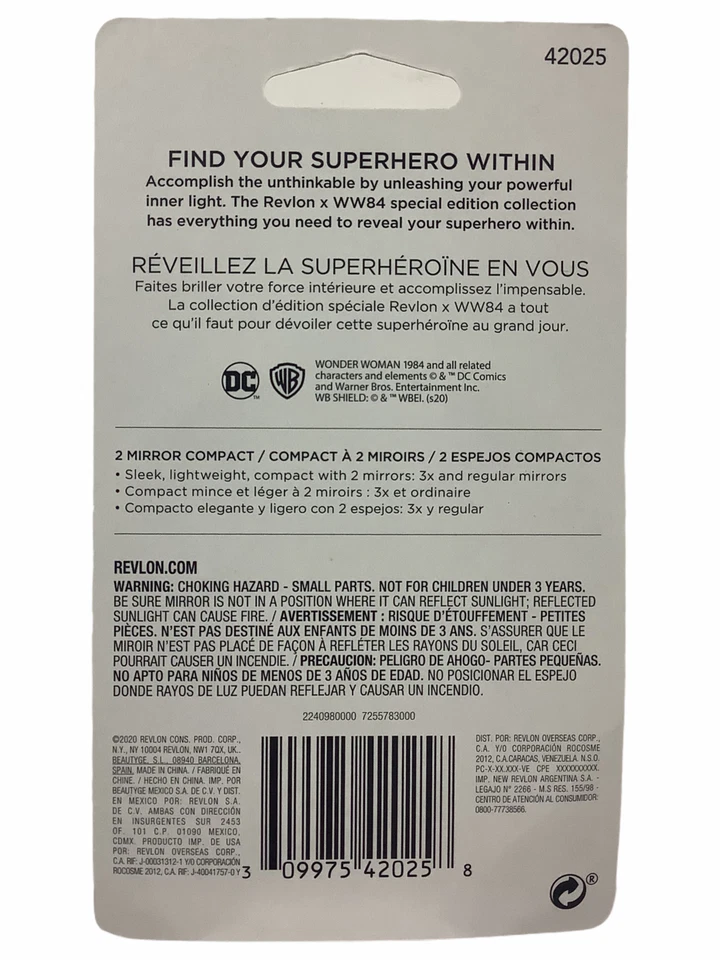 42025
FIND YOUR SUPERHERO WITHIN
Accomplish the unthinkable by unleashing your powerful
inner light. The Revlon x WW84 special edition collection
has everything you need to reveal your superhero within.
RÉVEILLEZ LA SUPERHÉROÏNE EN VOUS
Faites briller votre force intérieure et accomplissez l'impensable.
La collection d'édition spéciale Revlon x WW84 a tout
ce qu'il faut pour dévoiler cette superhéroïne au grand jour.
DC™ WB
WONDER WOMAN 1984 and all related
characters and elements © & ™ DC Comics
and Warner Bros. Entertainment Inc.
WB SHIELD: © & ™ WBEI. (s20)
2 MIRROR COMPACT / COMPACT À 2 MIROIRS / 2 ESPEJOS COMPACTOS
• Sleek, lightweight, compact with 2 mirrors: 3x and regular mirrors
• Compact mince et léger à 2 miroirs : 3x et ordinaire
• Compacto elegante y ligero con 2 espejos: 3x y regular
REVLON.COM
WARNING: CHOKING HAZARD - SMALL PARTS. NOT FOR CHILDREN UNDER 3 YEARS.
BE SURE MIRROR IS NOT IN A POSITION WHERE IT CAN REFLECT SUNLIGHT; REFLECTED
SUNLIGHT CAN CAUSE FIRE. / AVERTISSEMENT : RISQUE D'ÉTOUFFEMENT - PETITES
PIÈCES. N'EST PAS DESTINÉ AUX ENFANTS DE MOINS DE 3 ANS. S'ASSURER QUE LE
MIROIR N'EST PAS PLACÉ DE FAÇON À REFLÉTER LES RAYONS DU SOLEIL, CAR CECI
POURRAIT CAUSER UN INCENDIE. / PRECAUCION: PELIGRO DE AHOGO- PARTES PEQUEÑAS.
NO APTO PARA NIÑOS DE MENOS DE 3 AÑOS DE EDAD. NO POSICIONAR EL ESPEJO
DONDE RAYOS DE LUZ PUEDAN REFLEJAR Y CAUSAR UN INCENDIO.
2240980000 7255783000
©2020 REVLON CONS. PROD. CORP.,
N.Y., NY 10004 REVLON, NW1 7QX, UK..
BEAUTYGE, S.L., 08940 BARCELONA,
SPAIN, MADE IN CHINA. / FABRIQUÉ EN
CHINE. / HECHO EN CHINA. IMP. POR
BEAUTYGE MEXICO S.A. DE C.V. Y DIST.
EN MEXICO POR: REVLON S.A.
DE C.V. AMBAS CON DIRECCIÓN
EN INSURGENTES SUR 2453
OF. 101 C.P. 01090 MEXICO,
CDMX. PRODUCTO IMP. DE USA
POR: REVLON OVERSEAS CORP.,
C.A. RIF: J-00031312-1 Y/O CORPORACIÓN
ROCOSME 2012, C.A. RIF: J-40041757-0 Y
3 09975 42025 8
DIST. POR: REVLON OVERSEAS CORP.,
C.A. Y/O CORPORACIÓN ROCOSME
2012, C.A.CARACAS, VENEZUELA. N.S.O.
PC-X-XX.XXX-VE CPE XXXXXXXXXX.
IMP. NEW REVLON ARGENTINA S.A. -
LEGAJO N° 2266 - M.S RES. 155/98 -
CENTRO DE ATENCIÓN AL CONSUMIDOR:
0800-77738566.
®